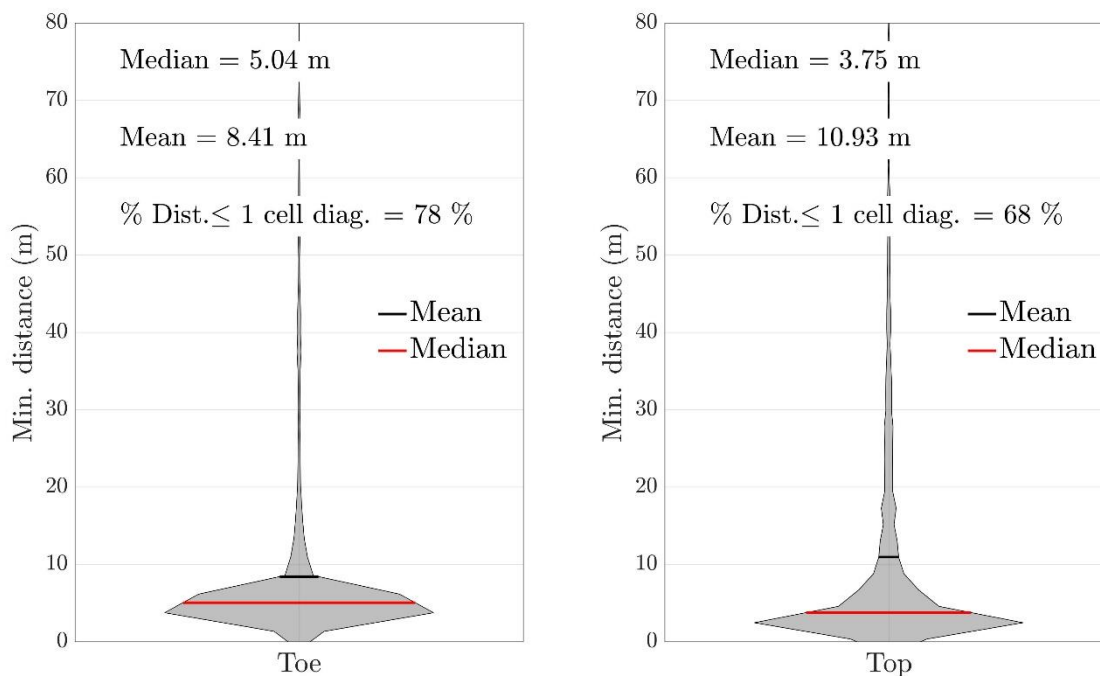 80
70
60
50
40
30
20
10
0
Min. distance (m)
Median = 5.04 m
Mean = 8.41 m
% Dist.≤ 1 cell diag. = 78 %
Mean
Median
Toe
80
70
60
50
40
30
20
10
0
Min. distance (m)
Median = 3.75 m
Mean = 10.93 m
% Dist.≤ 1 cell diag. = 68 %
Mean
Median
Top